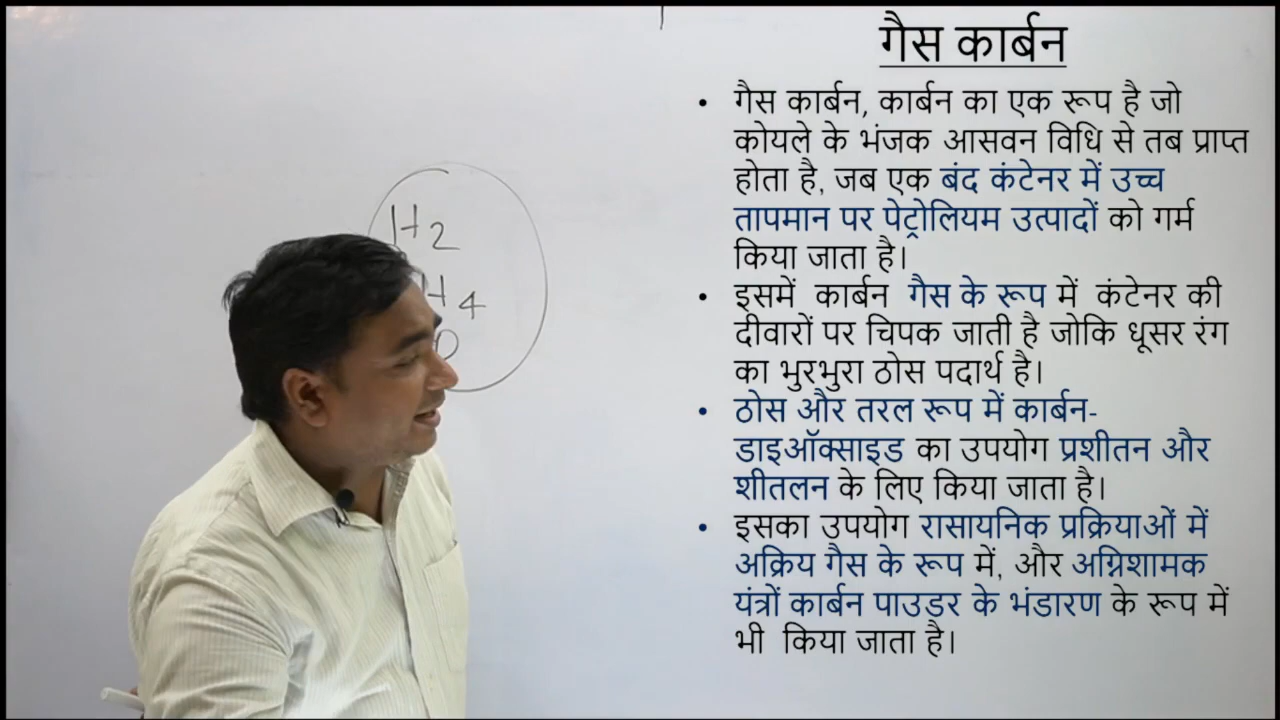 गैस कार्बन
• गैस कार्बन, कार्बन का एक रूप है जो
कोयले के भंजक आसवन विधि से तब प्राप्त
होता है, जब एक बंद कंटेनर में उच्च
तापमान पर पेट्रोलियम उत्पादों को गर्म
किया जाता है।
• इसमें कार्बन गैस के रूप में कंटेनर की
दीवारों पर चिपक जाती है जोकि धूसर रंग
का भुरभुरा ठोस पदार्थ है।
• ठोस और तरल रूप में कार्बन-
डाइऑक्साइड का उपयोग प्रशीतन और
शीतलन के लिए किया जाता है।
• इसका उपयोग रासायनिक प्रक्रियाओं में
अक्रिय गैस के रूप में, और अग्निशामक
यंत्रों कार्बन पाउडर के भंडारण के रूप में
भी किया जाता है।
H2
H4